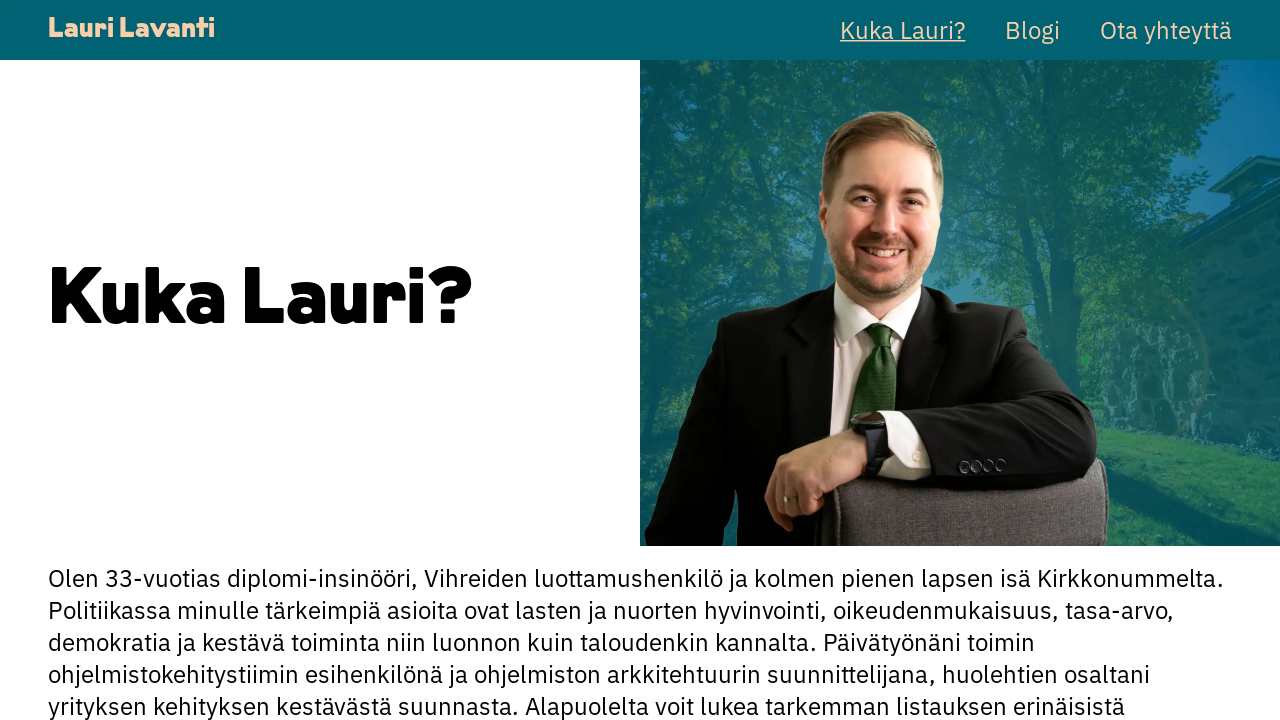 Lauri Lavanti
Kuka Lauri?
Blogi
Ota yhteyttä
Kuka Lauri?
Olen 33-vuotias diplomi-insinööri, Vihreiden luottamushenkilö ja kolmen pienen lapsen isä Kirkkonummelta.
Politiikassa minulle tärkeimpiä asioita ovat lasten ja nuorten hyvinvointi, oikeudenmukaisuus, tasa-arvo,
demokratia ja kestävä toiminta niin luonnon kuin taloudenkin kannalta. Päivätyönäni toimin
ohjelmistokehitystiimin esihenkilönä ja ohjelmiston arkkitehtuurin suunnittelijana, huolehtien osaltani
yrityksen kehityksen kestävästä suunnasta. Alapuolelta voit lukea tarkemman listauksen erinäisistä